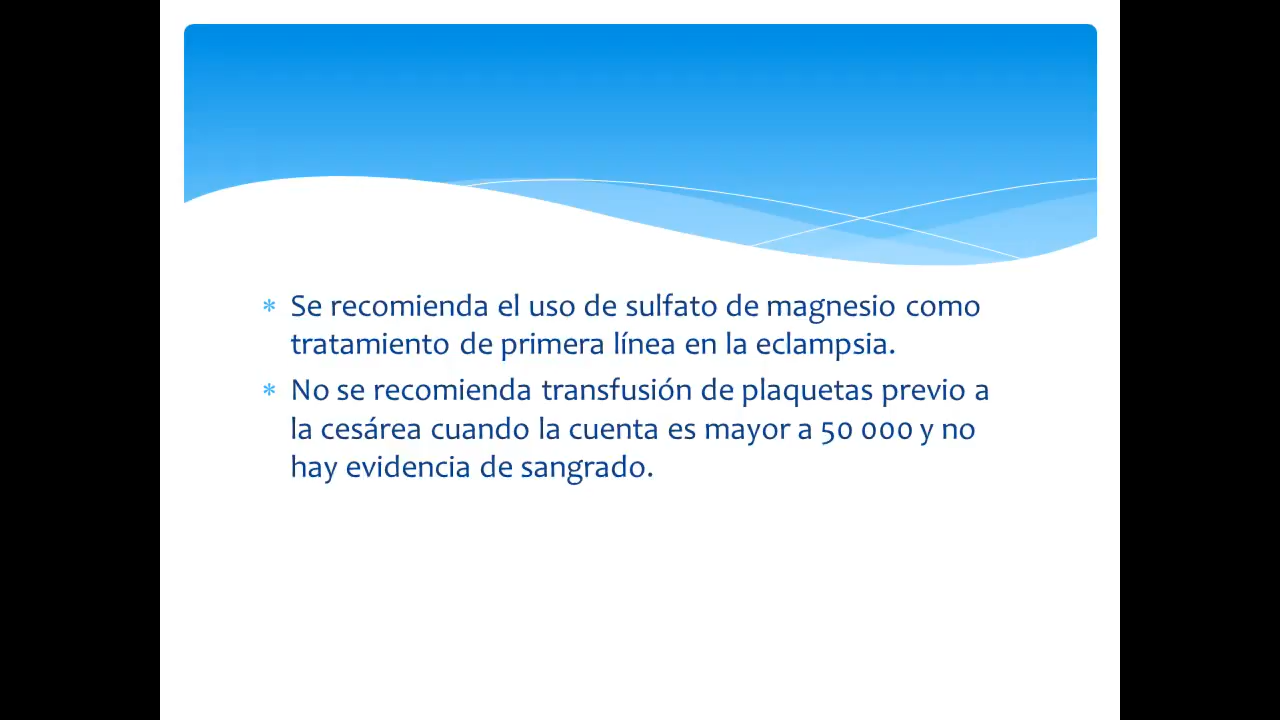 * Se recomienda el uso de sulfato de magnesio como
tratamiento de primera línea en la eclampsia.
* No se recomienda transfusión de plaquetas previo a
la cesárea cuando la cuenta es mayor a 50 000 y no
hay evidencia de sangrado.